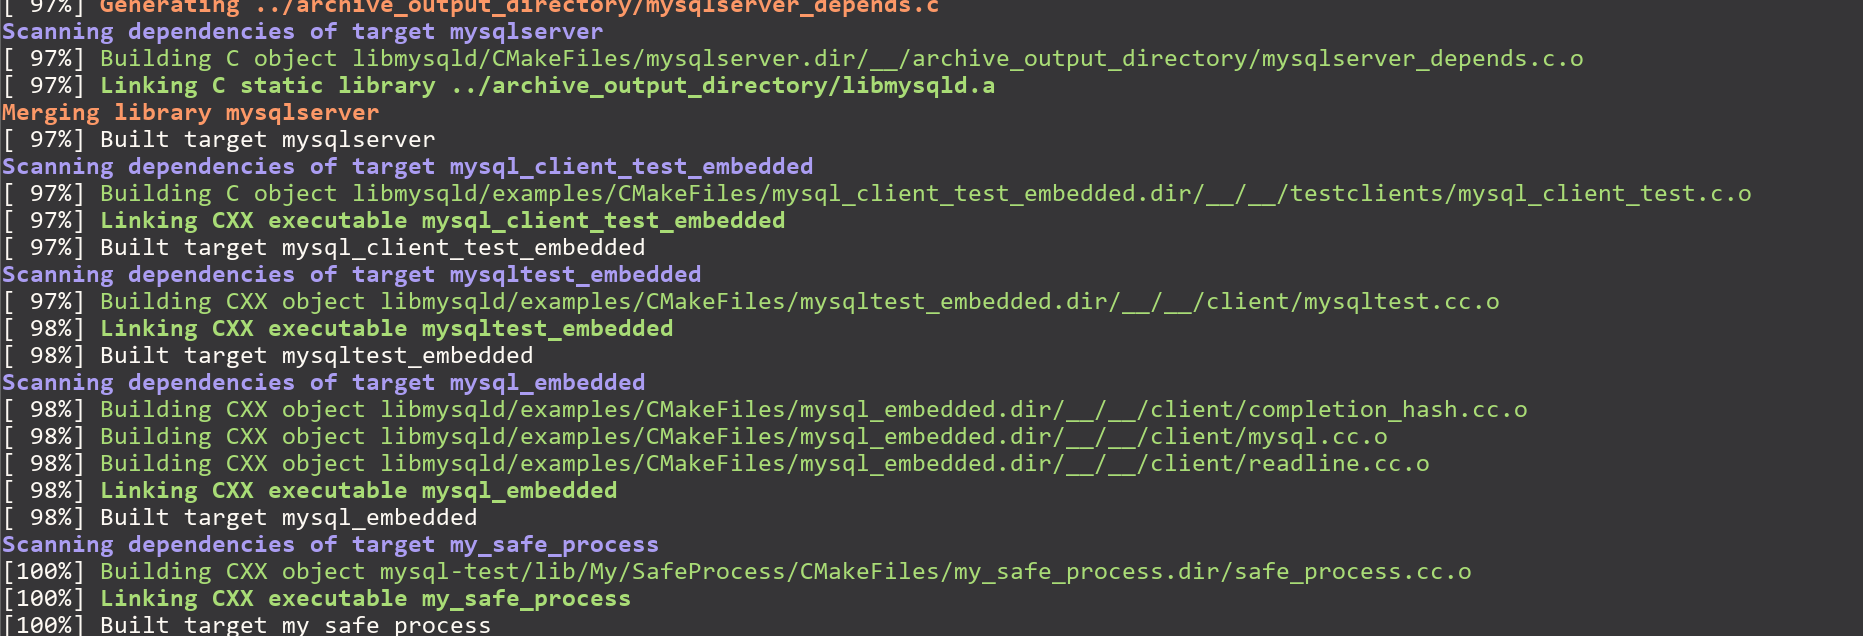 [ 97%] Generating ../archive_output_directory/mysqlserver_depends.c
Scanning dependencies of target mysqlserver
[ 97%] Building C object libmysqld/CMakeFiles/mysqlserver.dir/__/archive_output_directory/mysqlserver_depends.c.o
[ 97%] Linking C static library ../archive_output_directory/libmysqld.a
Merging library mysqlserver
[ 97%] Built target mysqlserver
Scanning dependencies of target mysql_client_test_embedded
[ 97%] Building C object libmysqld/examples/CMakeFiles/mysql_client_test_embedded.dir/__/__/testclients/mysql_client_test.c.o
[ 97%] Linking CXX executable mysql_client_test_embedded
[ 97%] Built target mysql_client_test_embedded
Scanning dependencies of target mysqltest_embedded
[ 97%] Building CXX object libmysqld/examples/CMakeFiles/mysqltest_embedded.dir/__/__/client/mysqltest.cc.o
[ 98%] Linking CXX executable mysqltest_embedded
[ 98%] Built target mysqltest_embedded
Scanning dependencies of target mysql_embedded
[ 98%] Building CXX object libmysqld/examples/CMakeFiles/mysql_embedded.dir/__/__/client/completion_hash.cc.o
[ 98%] Building CXX object libmysqld/examples/CMakeFiles/mysql_embedded.dir/__/__/client/mysql.cc.o
[ 98%] Building CXX object libmysqld/examples/CMakeFiles/mysql_embedded.dir/__/__/client/readline.cc.o
[ 98%] Linking CXX executable mysql_embedded
[ 98%] Built target mysql_embedded
Scanning dependencies of target my_safe_process
[100%] Building CXX object mysql-test/lib/My/SafeProcess/CMakeFiles/my_safe_process.dir/safe_process.cc.o
[100%] Linking CXX executable my_safe_process
[100%] Built target my_safe_process